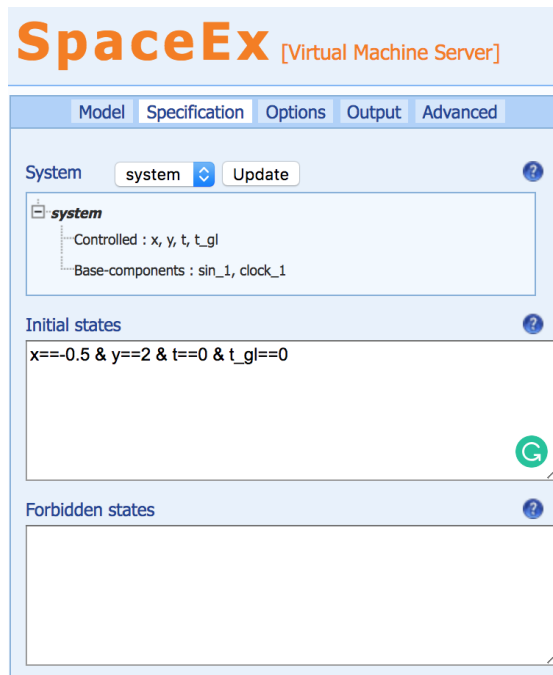 SpaceEx [Virtual Machine Server]
Model Specification Options Output Advanced
System system Update ?
system
Controlled : x, y, t, t_gl
Base-components : sin_1, clock_1
Initial states ?
x==-0.5 & y==2 & t==0 & t_gl==0
G
Forbidden states ?